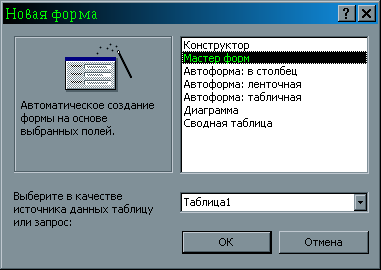 Новая форма
Автоматическое создание
формы на основе
выбранных полей.
Конструктор
Мастер форм
Автоформа: в столбец
Автоформа: ленточная
Автоформа: табличная
Диаграмма
Сводная таблица
Выберите в качестве
источника данных таблицу
или запрос:
Таблица1
ОК
Отмена